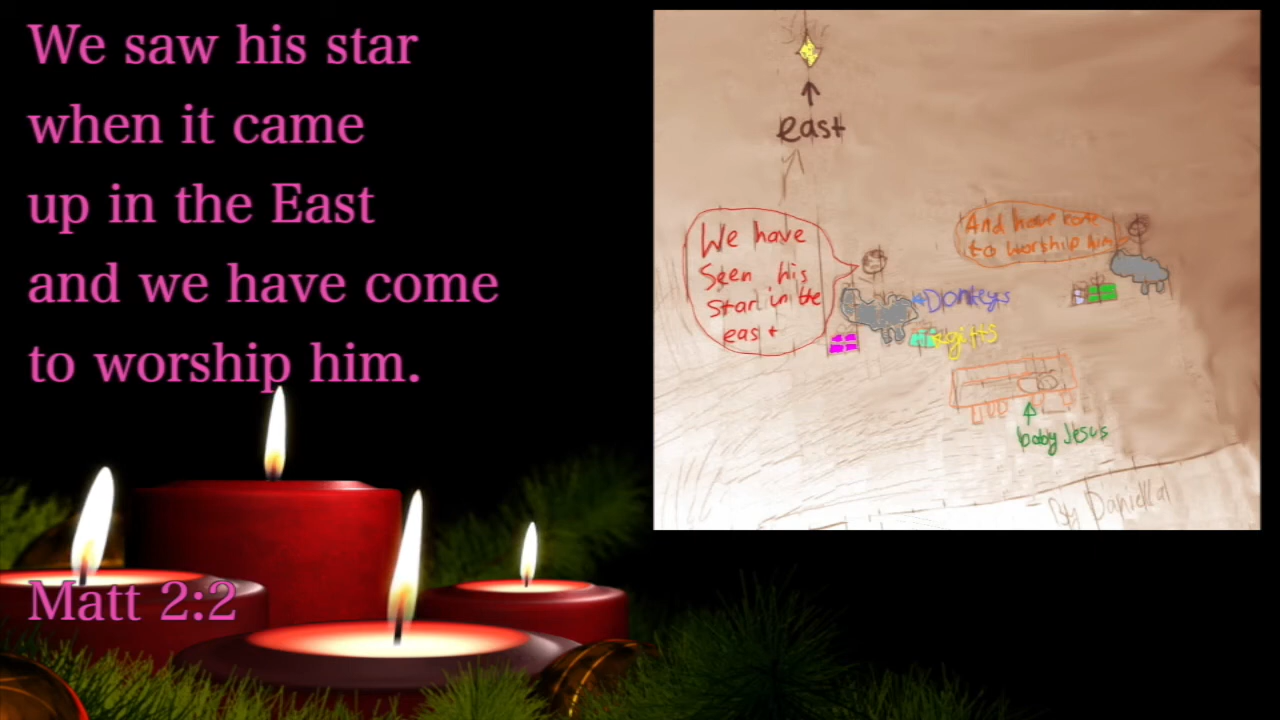 We saw his star
when it came
up in the East
and we have come
to worship him.
Matt 2:2
east
We have
Seen his
Star in the
east
And have come
to worship him
Donkeys
gifts
baby Jesus
By Daniella